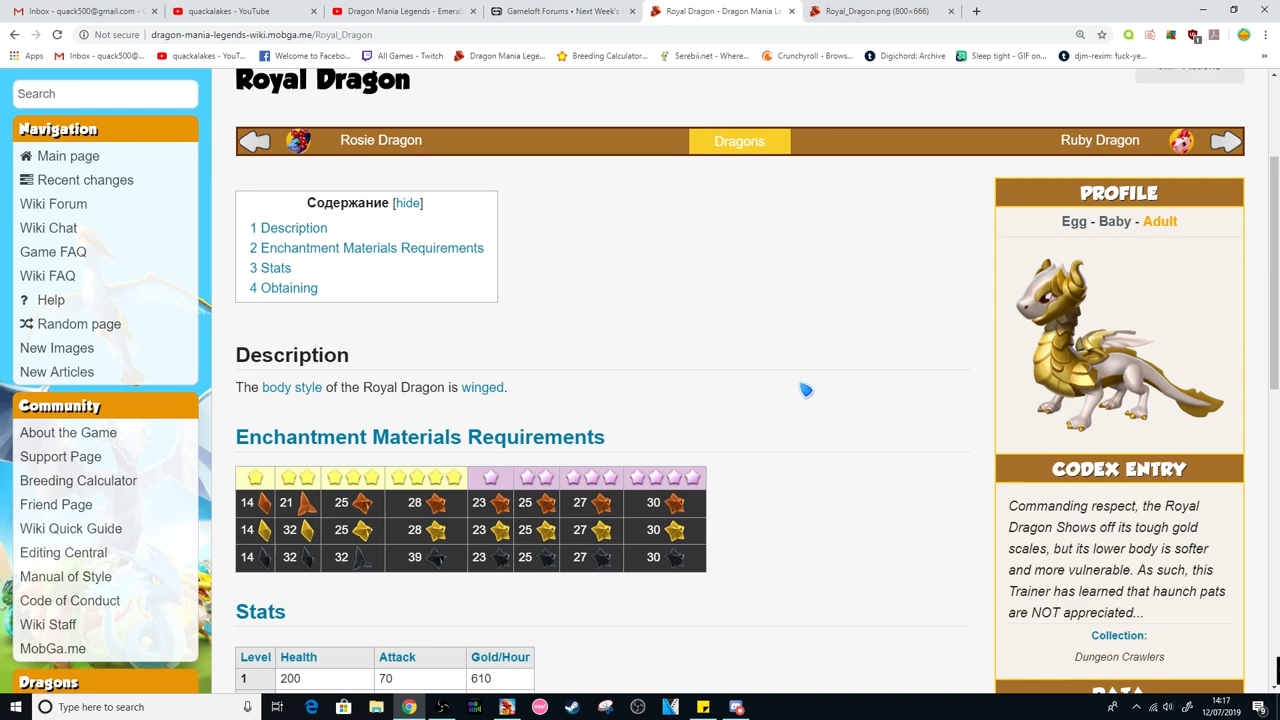 Inbox - quack500@gmail.com - G
quackalakes - YouTube
Dragon Mania Legends - Emeral
Gameloft Forums • Next Week's
Royal Dragon - Dragon Mania Le
Royal_Dragon.png (800×666)
Not secure | dragon-mania-legends-wiki.mobga.me/Royal_Dragon
Apps
Inbox - quack500@...
quackalakes - YouT...
Welcome to Facebo...
All Games - Twitch
Dragon Mania Lege...
Breeding Calculator...
Serebii.net - Where...
Crunchyroll - Brows...
Digichord: Archive
Sleep tight - GIF on...
djm-rexim: fuck-ye...
Royal Dragon
Search
Rosie Dragon
Dragons
Ruby Dragon
Navigation
Main page
Recent changes
Wiki Forum
Wiki Chat
Game FAQ
Wiki FAQ
? Help
Random page
New Images
New Articles
Community
About the Game
Support Page
Breeding Calculator
Friend Page
Wiki Quick Guide
Editing Central
Manual of Style
Code of Conduct
Wiki Staff
MobGa.me
Dragons
Содержание [hide]
1 Description
2 Enchantment Materials Requirements
3 Stats
4 Obtaining
Description
The body style of the Royal Dragon is winged.
Enchantment Materials Requirements
14 21 25 28 23 25 27 30
14 32 25 28 23 25 27 30
14 32 32 39 23 25 27 30
Stats
Level Health Attack Gold/Hour
1 200 70 610
PROFILE
Egg - Baby - Adult
CODEX ENTRY
Commanding respect, the Royal
Dragon Shows off its tough gold
scales, but its lower body is softer
and more vulnerable. As such, this
Trainer has learned that haunch pats
are NOT appreciated...
Collection:
Dungeon Crawlers
DATA
Type here to search
14:17
12/07/2019